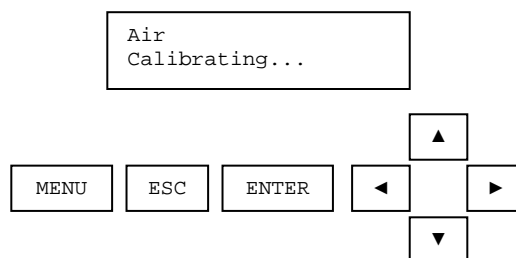 Air
Calibrating...
▲
MENU ESC ENTER ◄ ►
▼